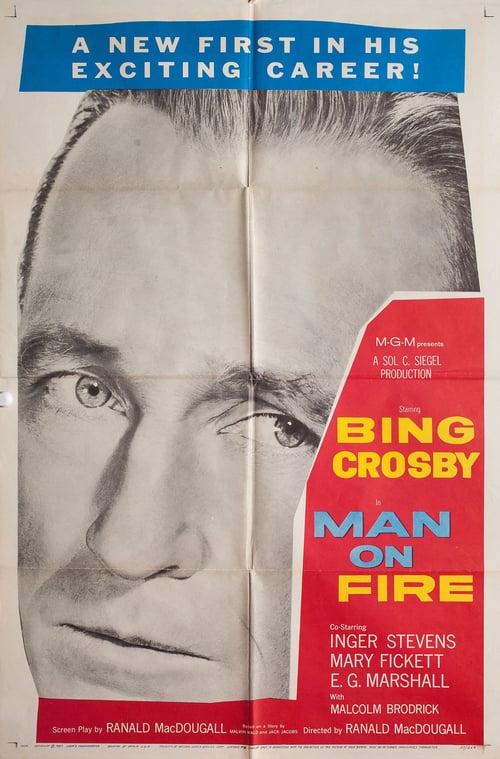 A NEW FIRST IN HIS
EXCITING CAREER!
M-G-M presents
A SOL C. SIEGEL
PRODUCTION
Starring
BING
CROSBY
In
MAN
ON
FIRE
Co-Starring
INGER STEVENS
MARY FICKETT
E. G. MARSHALL
With
MALCOLM BRODRICK
Screen Play by RANALD MacDOUGALL
Based on a Story by
MALVIN WALD and JACK JACOBS
Directed by RANALD MacDOUGALL